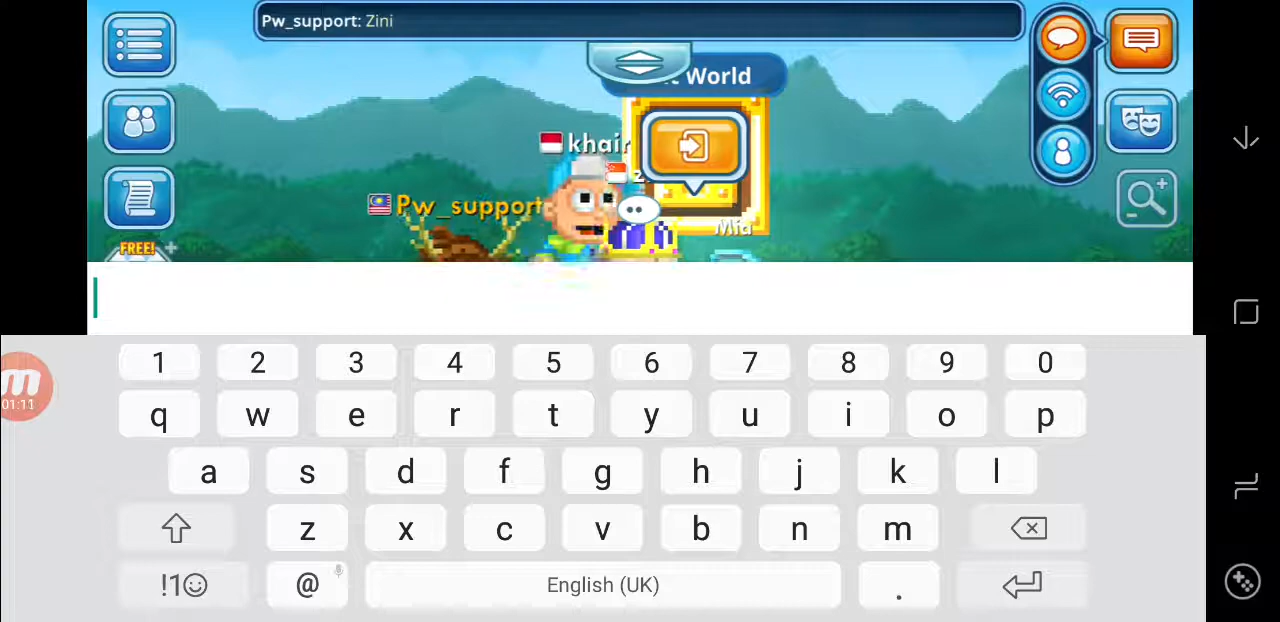 Pw_support: Zini
World
khair
z
Pw_support
Mia
FREE!
01:11
1 2 3 4 5 6 7 8 9 0
q w e r t y u i o p
a s d f g h j k l
z x c v b n m
!1☺ @ English (UK) .